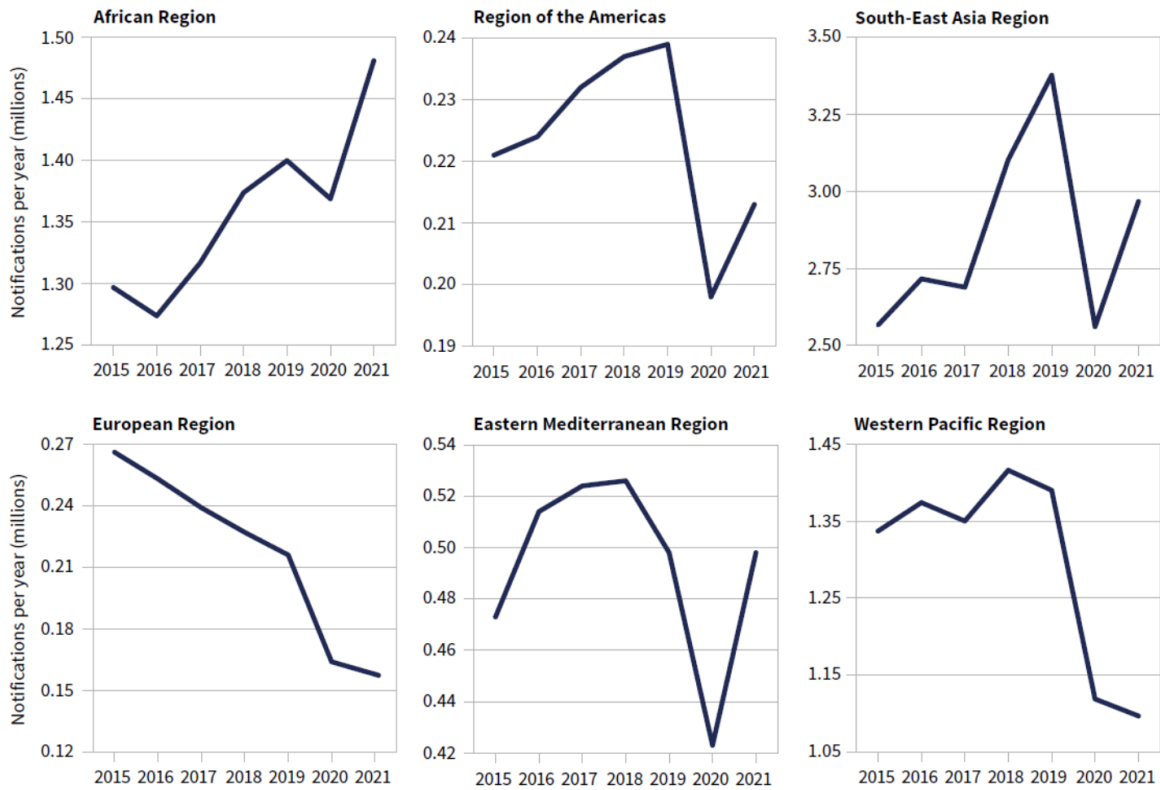 African Region
Region of the Americas
South-East Asia Region
Notifications per year (millions)
1.50
1.45
1.40
1.35
1.30
1.25
2015 2016 2017 2018 2019 2020 2021
0.24
0.23
0.22
0.21
0.20
0.19
2015 2016 2017 2018 2019 2020 2021
3.50
3.25
3.00
2.75
2.50
2015 2016 2017 2018 2019 2020 2021
European Region
Eastern Mediterranean Region
Western Pacific Region
Notifications per year (millions)
0.27
0.24
0.21
0.18
0.15
0.12
2015 2016 2017 2018 2019 2020 2021
0.54
0.52
0.50
0.48
0.46
0.44
0.42
2015 2016 2017 2018 2019 2020 2021
1.45
1.35
1.25
1.15
1.05
2015 2016 2017 2018 2019 2020 2021